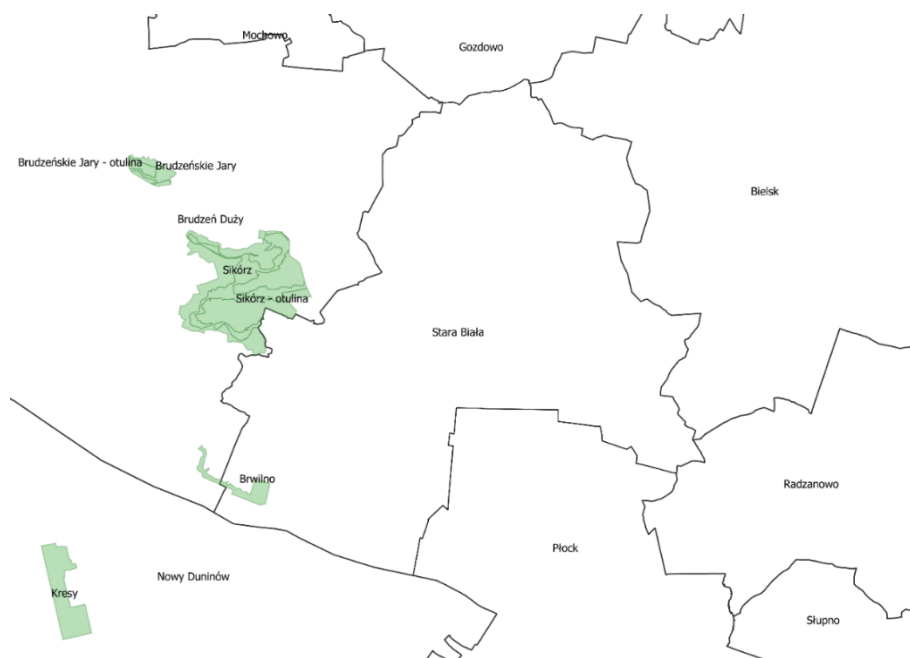 Mochowo
Gozdowo
Brudzeńskie Jary - otulina
Brudzeńskie Jary
Bielsk
Brudzeń Duży
Sikórz
Sikórz - otulina
Stara Biała
Brwilno
Radzanowo
Płock
Nowy Duninów
Kresy
Słupno